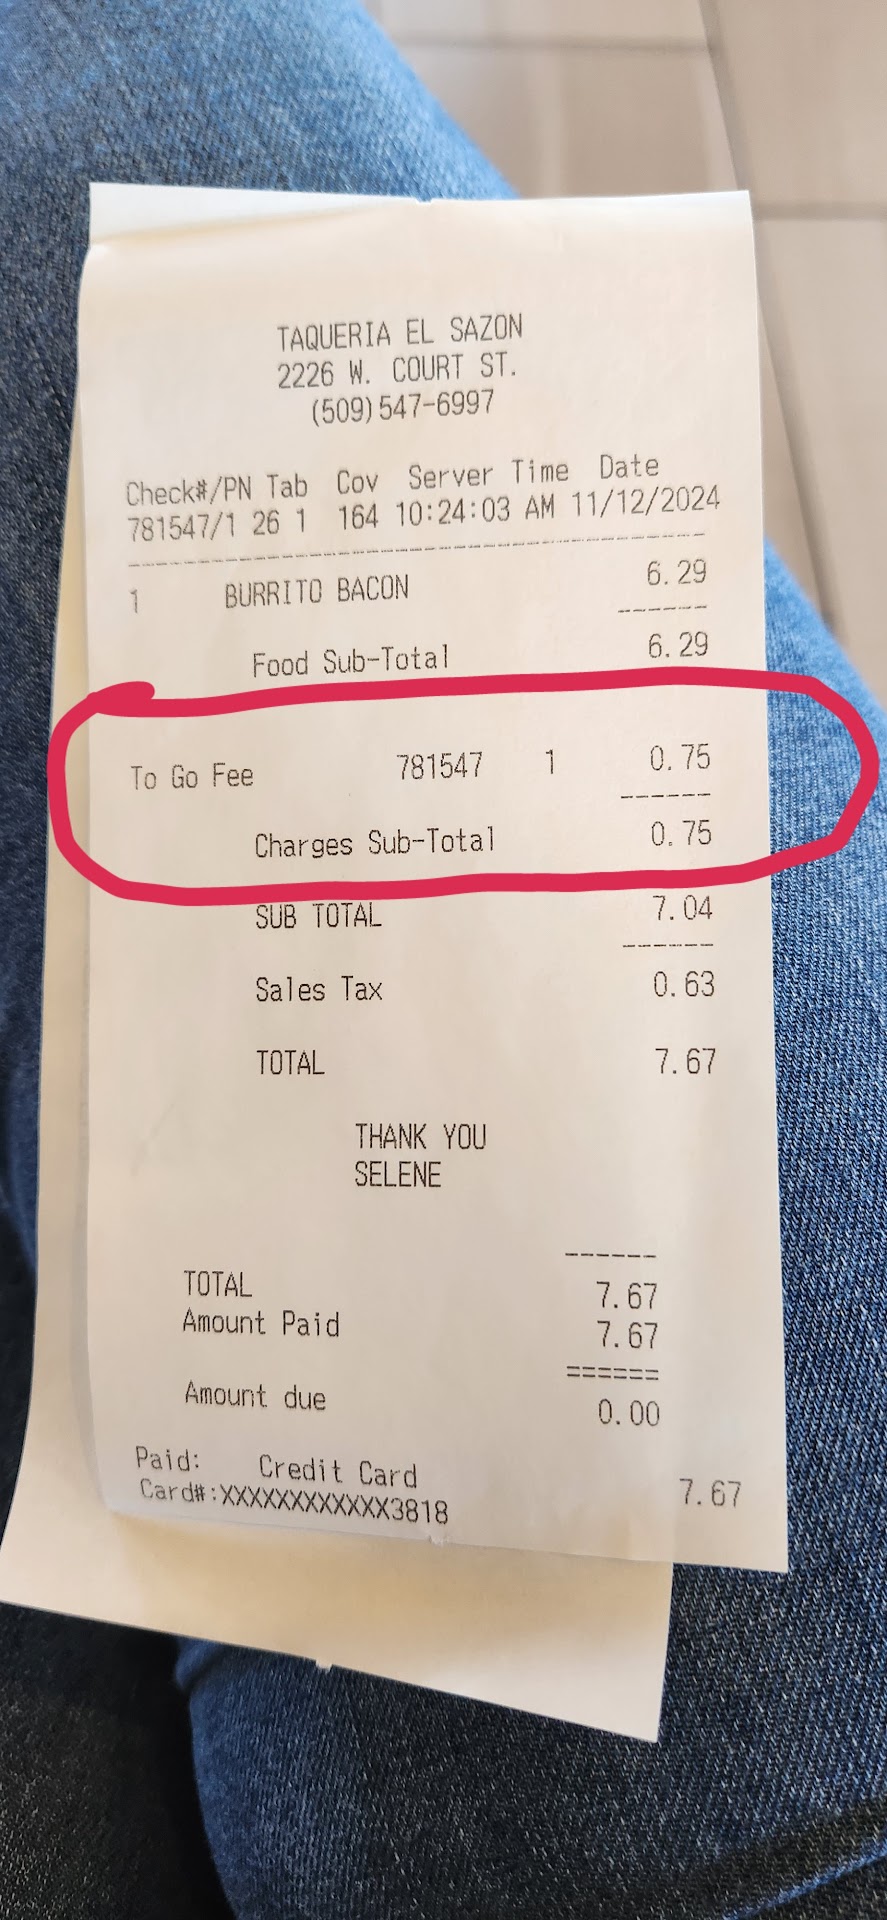 TAQUERIA EL SAZON
2226 W. COURT ST.
(509)547-6997
Check#/PN Tab Cov Server Time Date
781547/1 26 1 164 10:24:03 AM 11/12/2024
1 BURRITO BACON 6.29
Food Sub-Total 6.29
To Go Fee 781547 1 0.75
Charges Sub-Total 0.75
SUB TOTAL 7.04
Sales Tax 0.63
TOTAL 7.67
THANK YOU
SELENE
TOTAL 7.67
Amount Paid 7.67
Amount due 0.00
Paid: Credit Card 7.67
Card#:XXXXXXXXXXXX3818